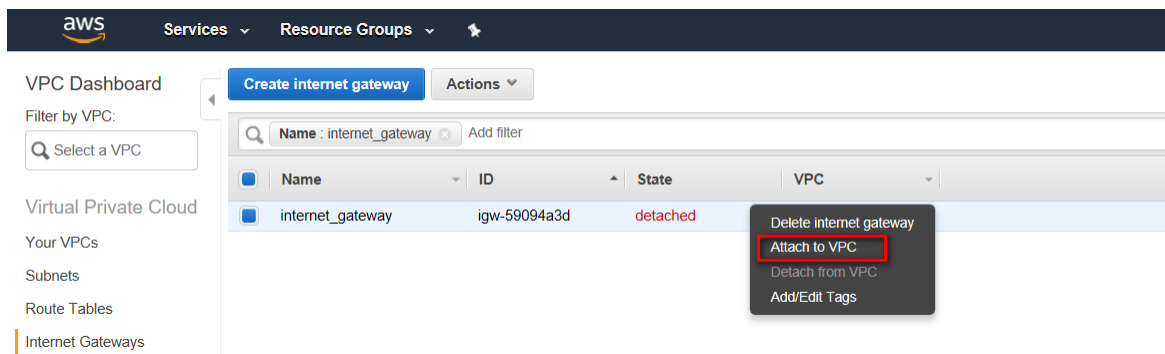 aws Services Resource Groups
VPC Dashboard
Filter by VPC:
Select a VPC
Virtual Private Cloud
Your VPCs
Subnets
Route Tables
Internet Gateways
Create internet gateway Actions
Name : internet_gateway Add filter
Name ID State VPC
internet_gateway igw-59094a3d detached
Delete internet gateway
Attach to VPC
Detach from VPC
Add/Edit Tags